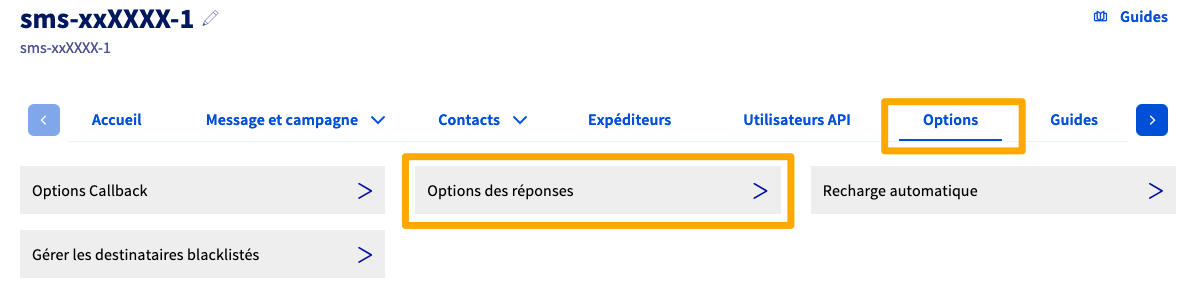 sms-xxXXXX-1
Guides
sms-xxXXXX-1
Accueil Message et campagne Contacts Expéditeurs Utilisateurs API Options Guides
Options Callback Options des réponses Recharge automatique
Gérer les destinataires blacklistés